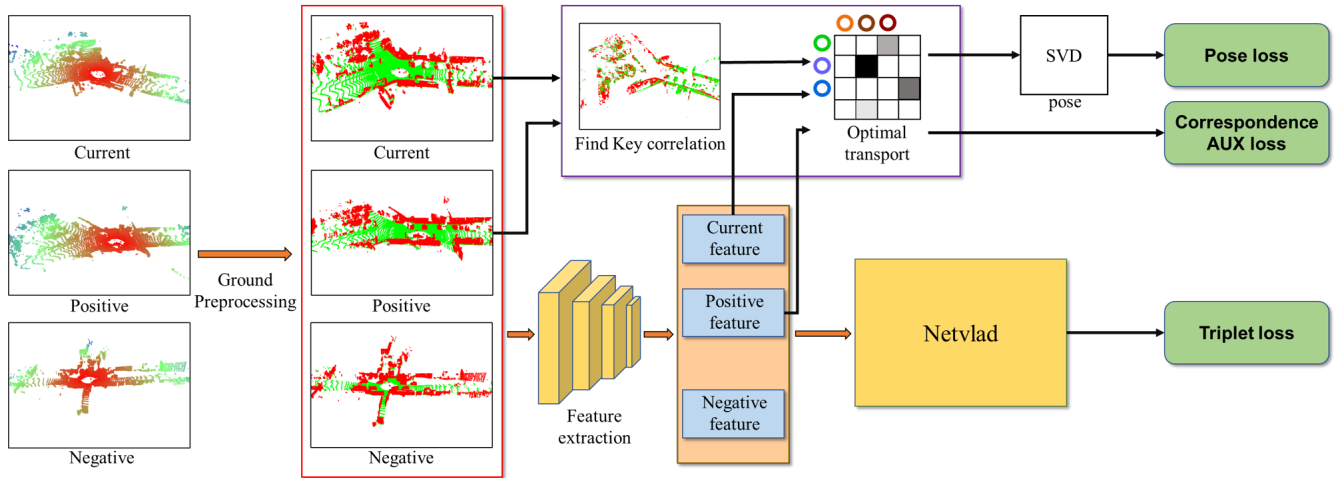 Current
Positive
Negative
Ground
Preprocessing
Current
Positive
Negative
Find Key correlation
Optimal
transport
SVD
pose
Pose loss
Correspondence
AUX loss
Feature
extraction
Current
feature
Positive
feature
Negative
feature
Netvlad
Triplet loss